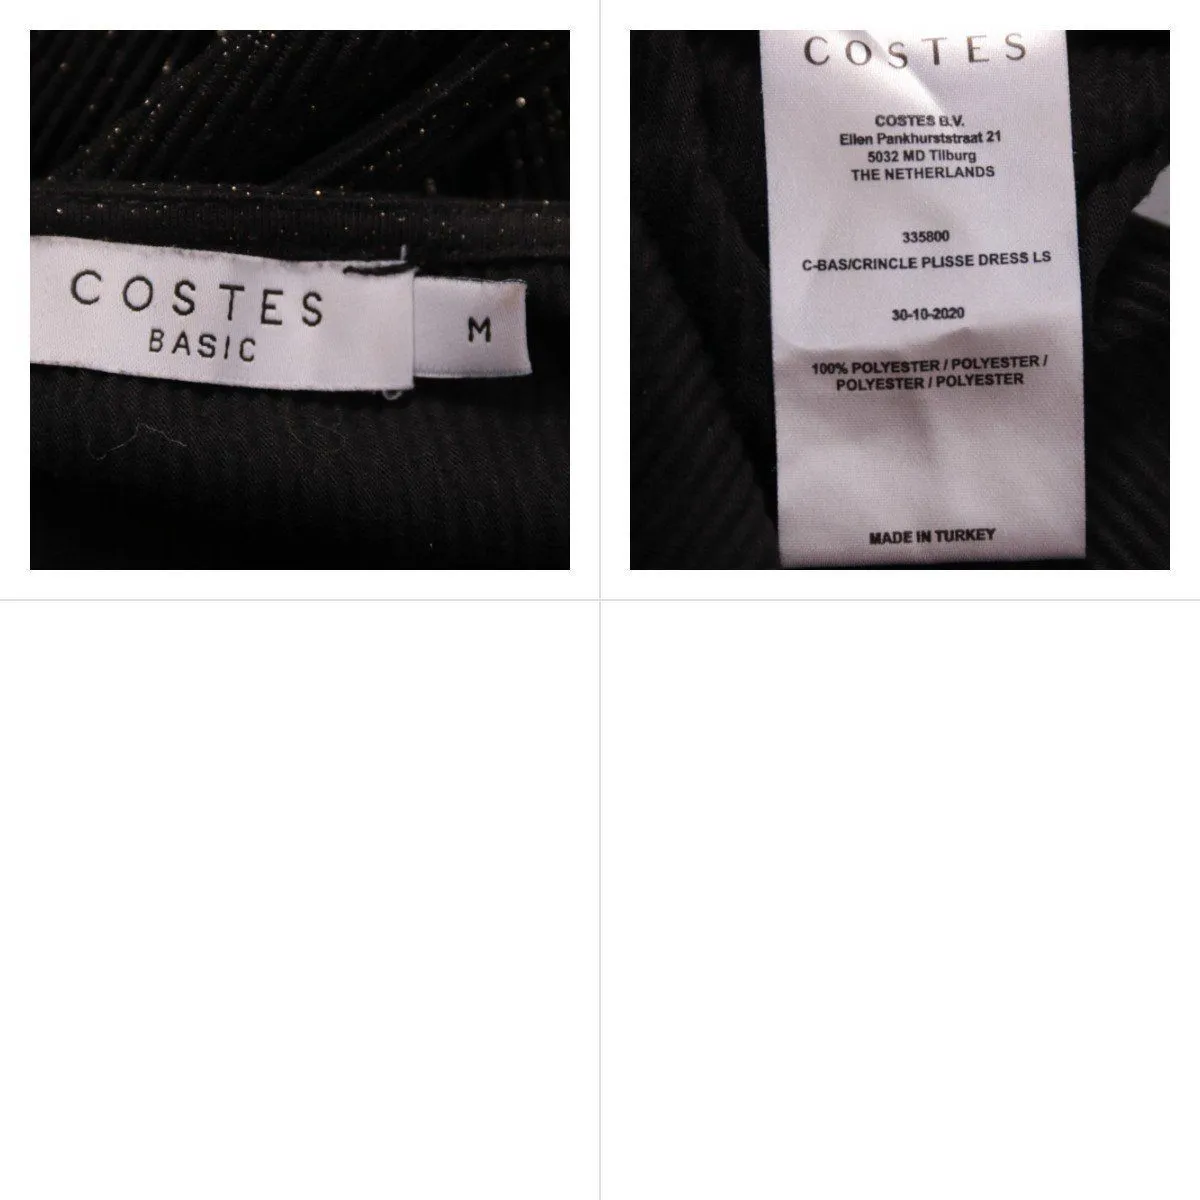 COSTES
BASIC
M
COSTES
COSTES B.V.
Ellen Pankhurststraat 21
5032 MD Tilburg
THE NETHERLANDS
335800
C-BAS/CRINCLE PLISSE DRESS LS
30-10-2020
100% POLYESTER / POLYESTER /
POLYESTER / POLYESTER
MADE IN TURKEY